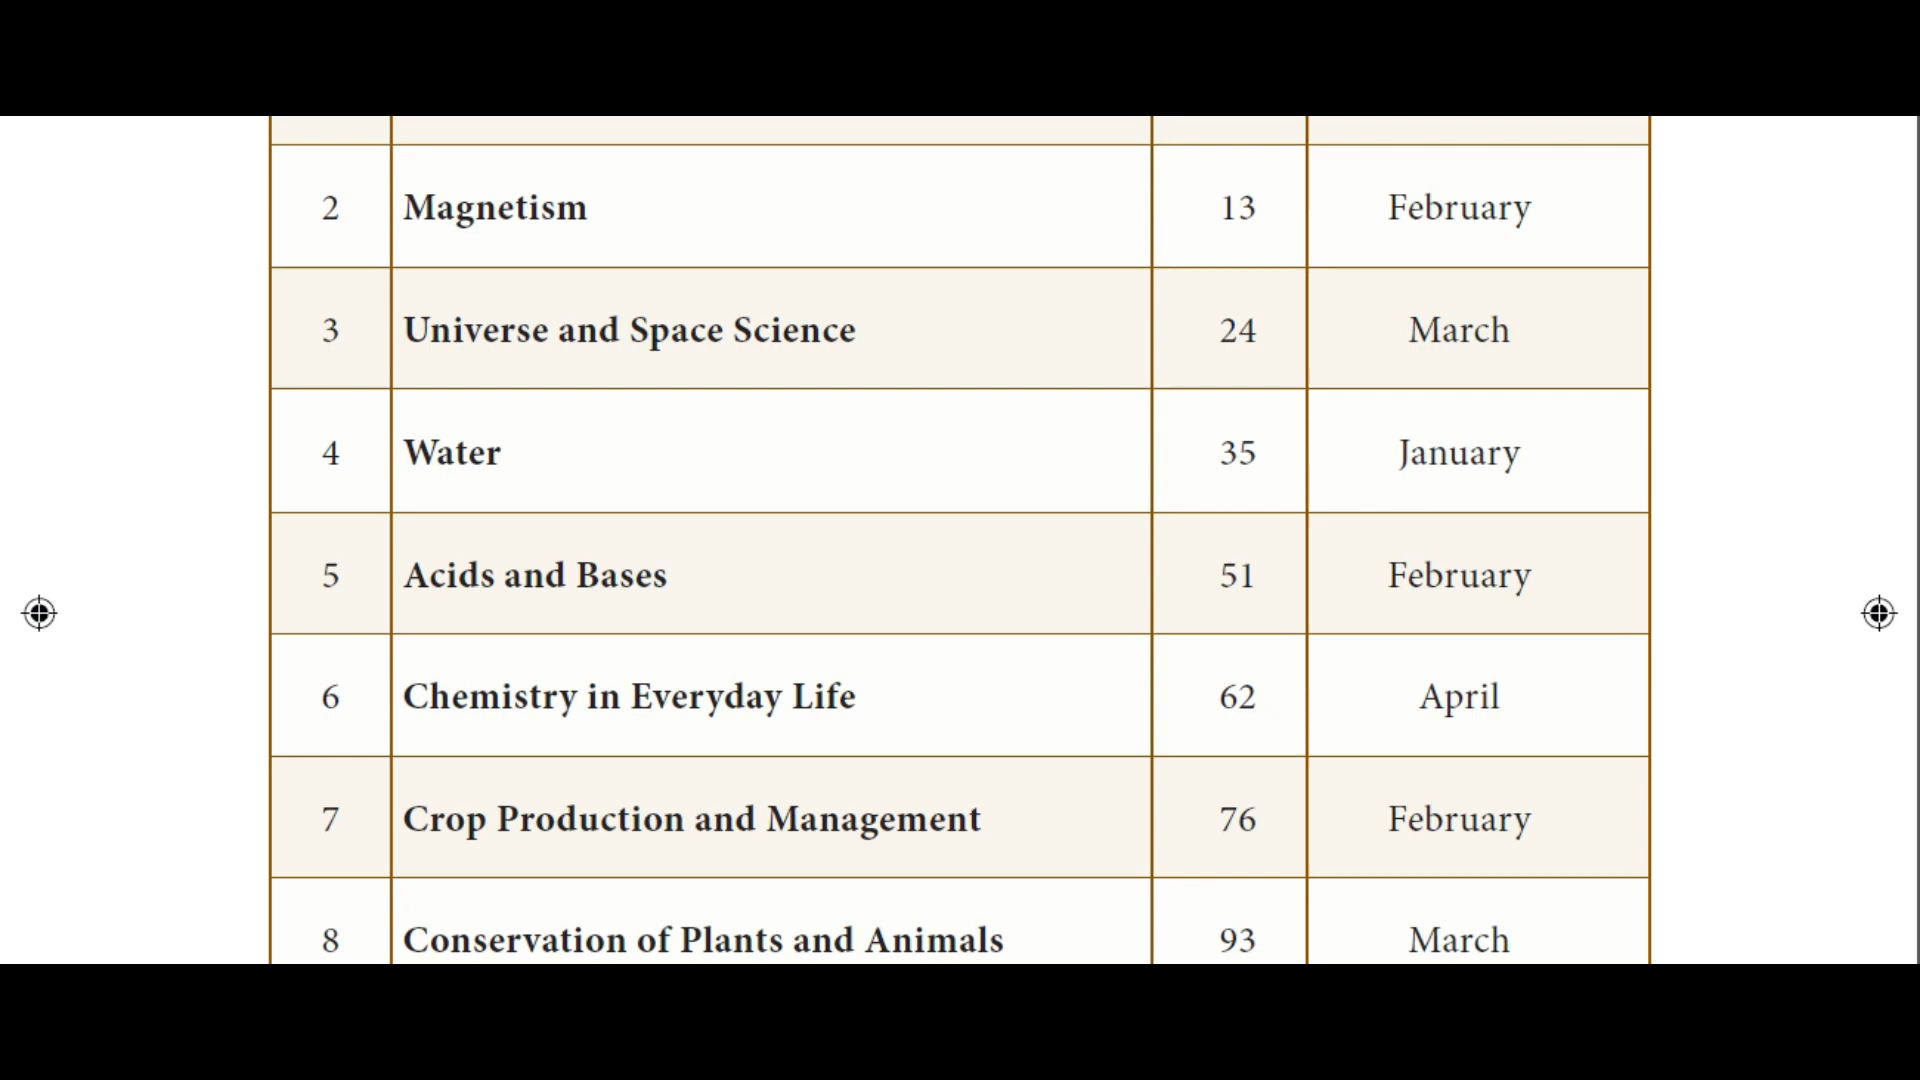 2 Magnetism 13 February
3 Universe and Space Science 24 March
4 Water 35 January
5 Acids and Bases 51 February
6 Chemistry in Everyday Life 62 April
7 Crop Production and Management 76 February
8 Conservation of Plants and Animals 93 March